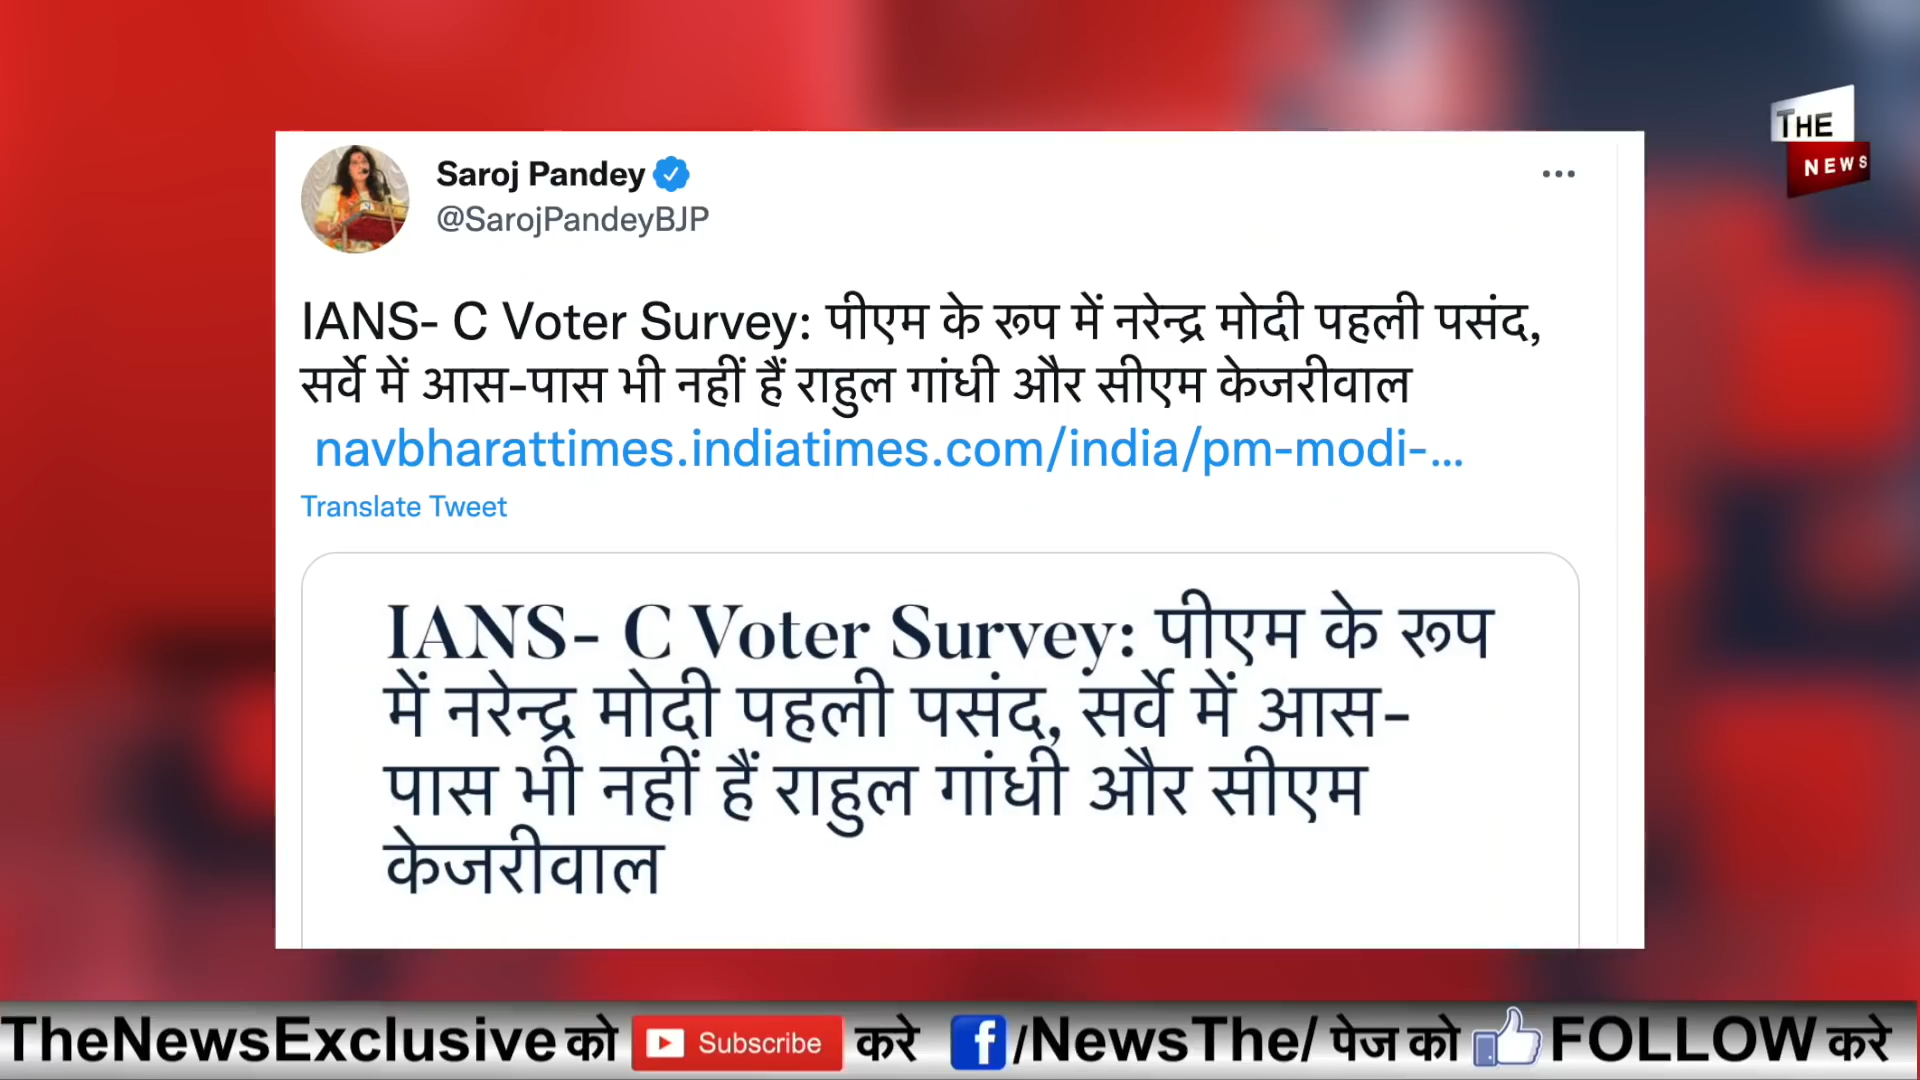 THE
NEWS
Saroj Pandey
@SarojPandeyBJP
IANS- C Voter Survey: पीएम के रूप में नरेन्द्र मोदी पहली पसंद,
सर्वे में आस-पास भी नहीं हैं राहुल गांधी और सीएम केजरीवाल
navbharattimes.indiatimes.com/india/pm-modi-...
Translate Tweet
IANS- C Voter Survey: पीएम के रूप
में नरेन्द्र मोदी पहली पसंद, सर्वे में आस-
पास भी नहीं हैं राहुल गांधी और सीएम
केजरीवाल
TheNewsExclusive को Subscribe करे f/NewsThe/ पेज को FOLLOW करे